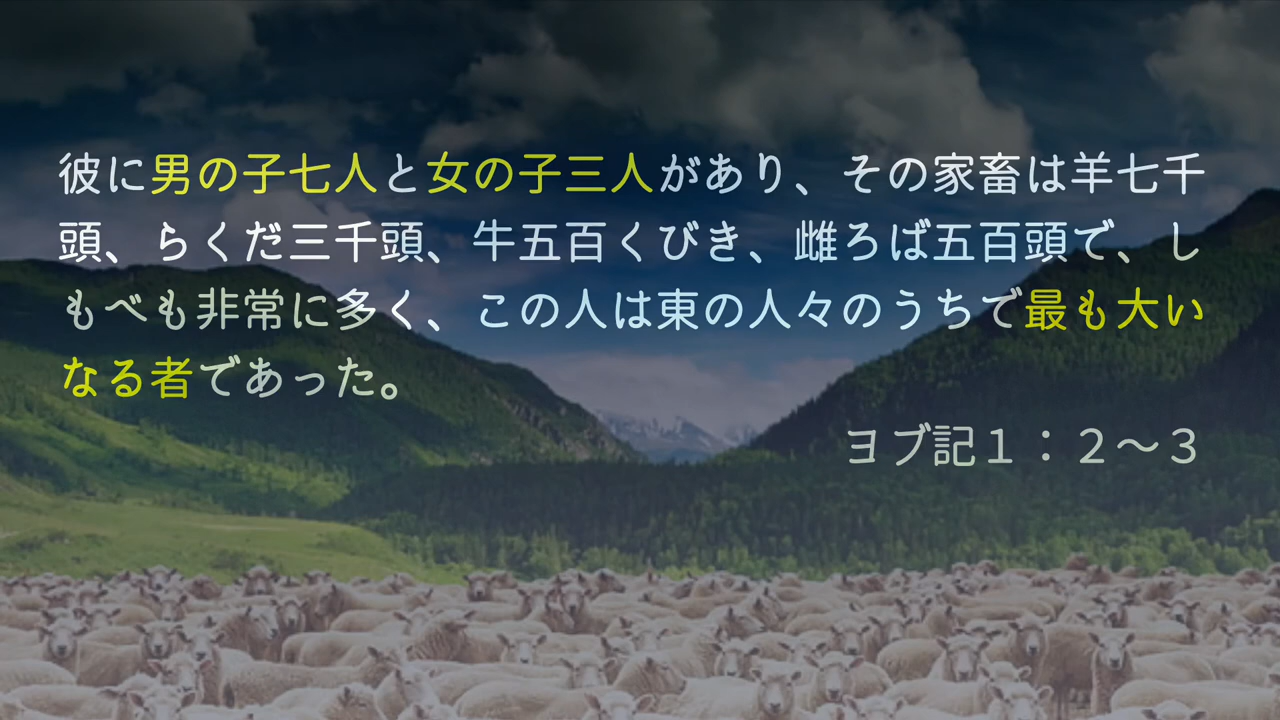 彼に男の子七人と女の子三人があり、その家畜は羊七千
頭、らくだ三千頭、牛五百くびき、雌ろば五百頭で、し
もべも非常に多く、この人は東の人々のうちで最も大い
なる者であった。
ヨブ記１：２～３